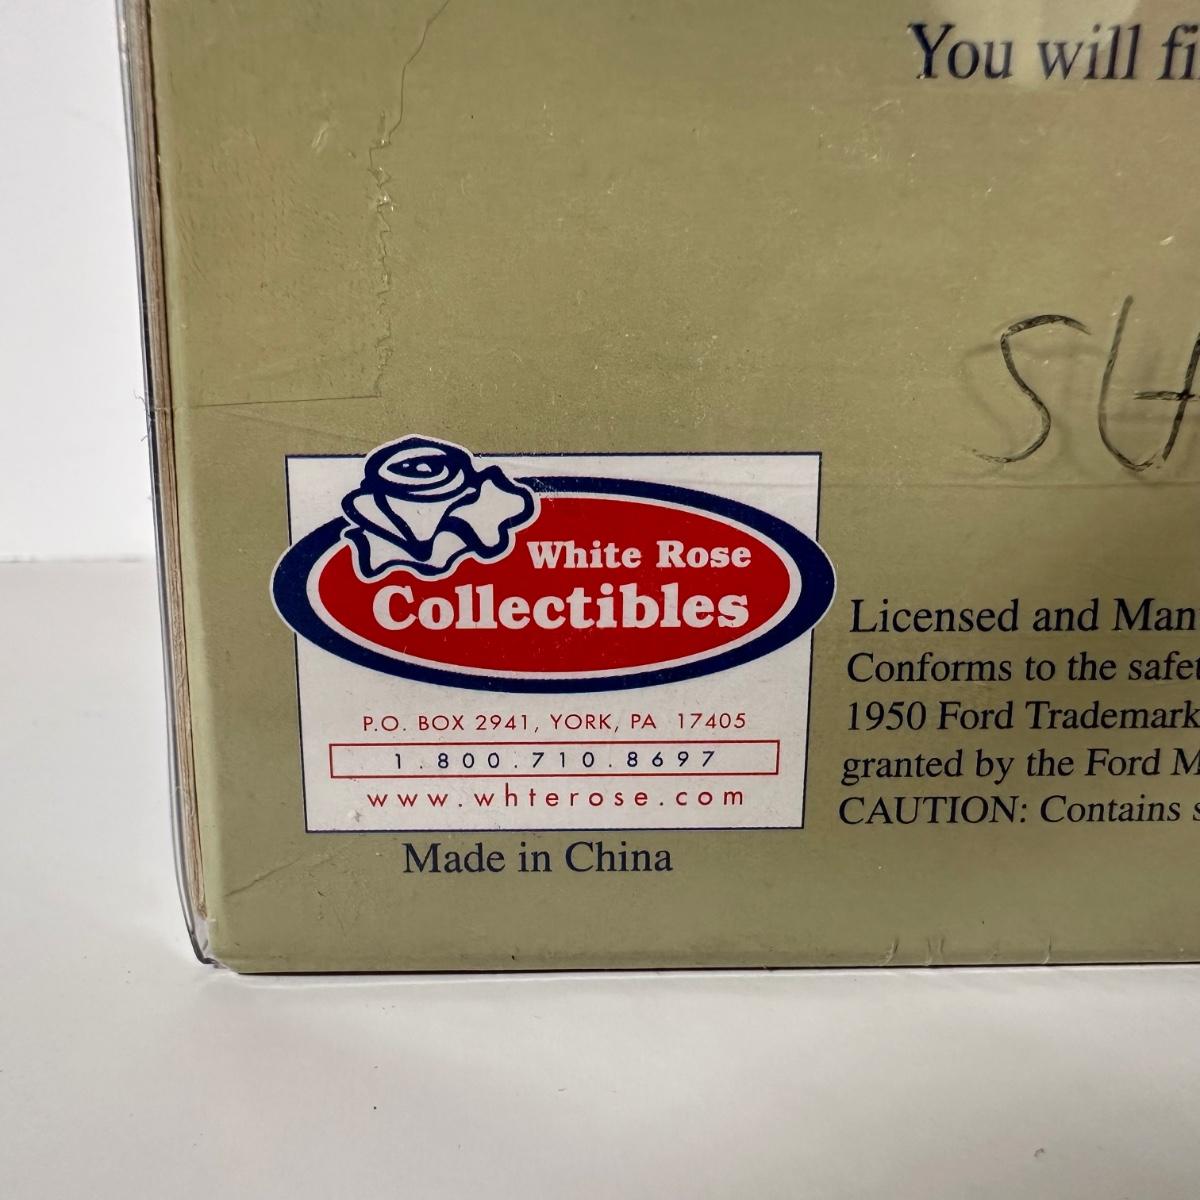 You will fi
SH
White Rose
Collectibles
P.O. BOX 2941, YORK, PA 17405
1.800.710.8697
www.whterose.com
Made in China
Licensed and Man
Conforms to the safet
1950 Ford Trademark
granted by the Ford M
CAUTION: Contains s